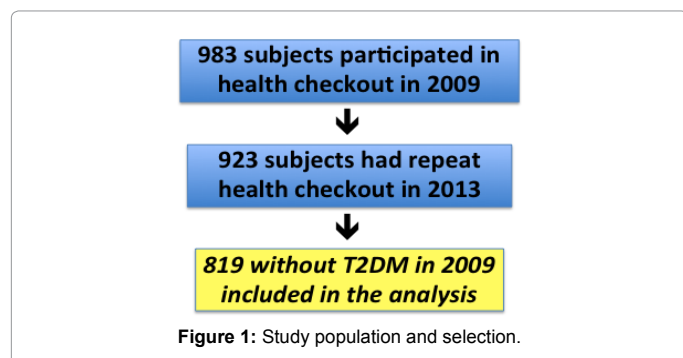 983 subjects participated in
health checkout in 2009
923 subjects had repeat
health checkout in 2013
819 without T2DM in 2009
included in the analysis
Figure 1: Study population and selection.